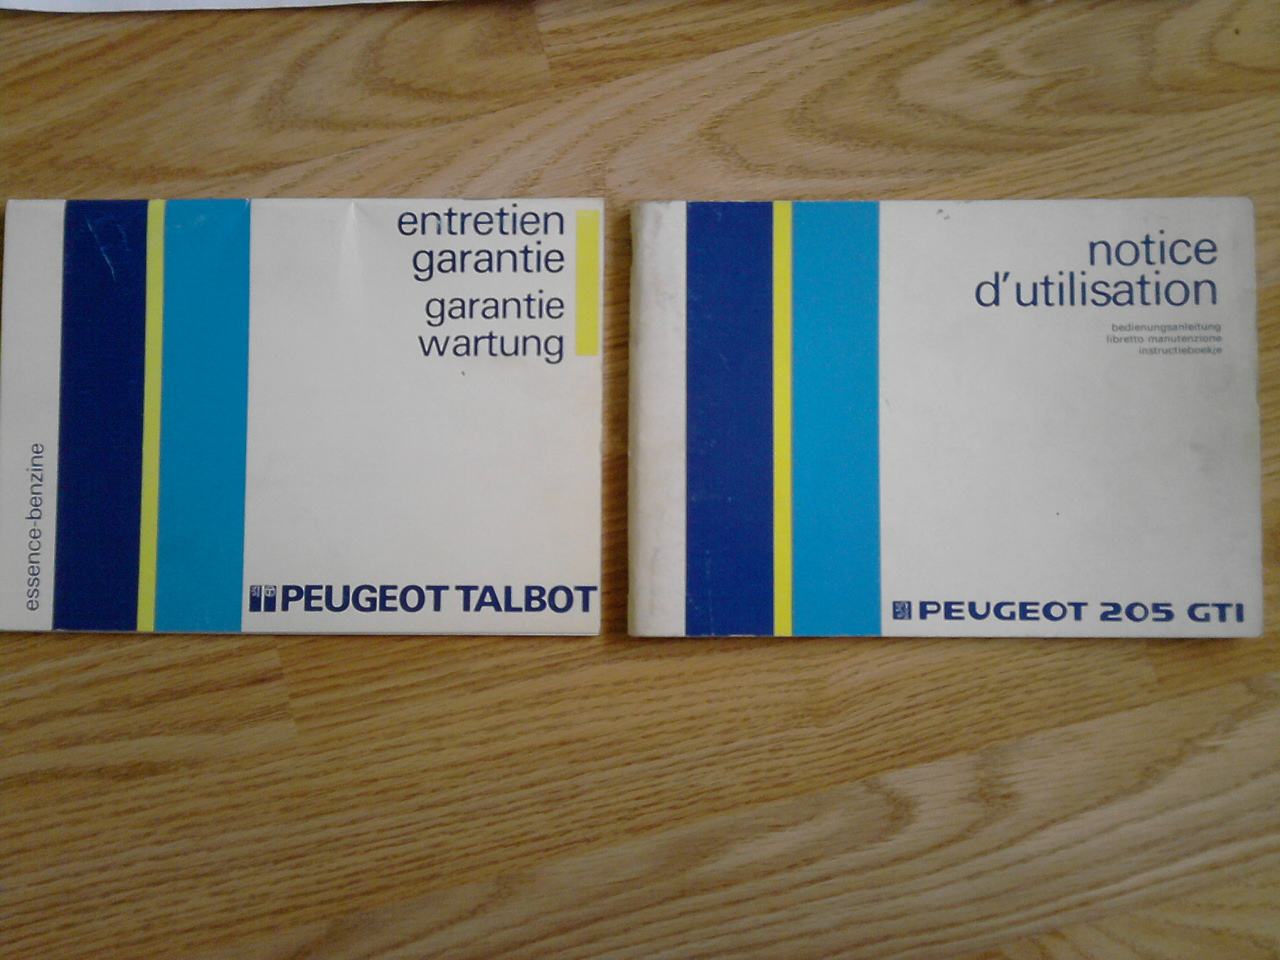 entretien
garantie
garantie
wartung
essence-benzine
PEUGEOT TALBOT
notice
d'utilisation
bedienungsanleitung
libretto manutenzione
instructieboekje
PEUGEOT 205 GTI